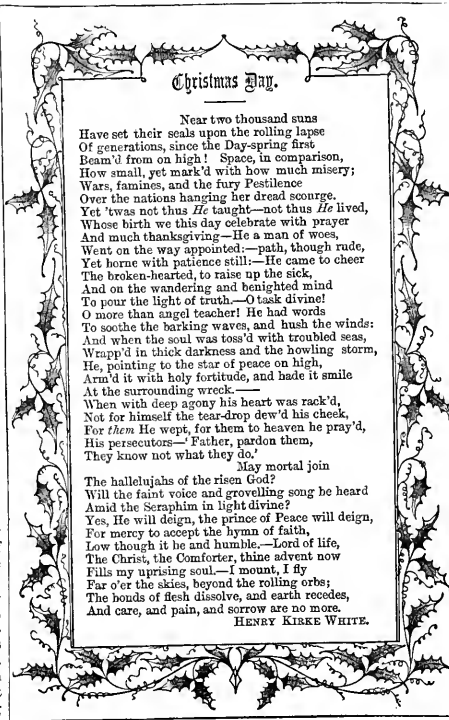 Christmas Day.
Near two thousand suns
Have set their seals upon the rolling lapse
Of generations, since the Day-spring first
Beam'd from on high! Space, in comparison,
How small, yet mark'd with how much misery;
Wars, famines, and the fury Pestilence
Over the nations hanging her dread scourge.
Yet 'twas not thus He taught—not thus He lived,
Whose birth we this day celebrate with prayer
And much thanksgiving—He a man of woes,
Went on the way appointed:—path, though rude,
Yet borne with patience still:—He came to cheer
The broken-hearted, to raise up the sick,
And on the wandering and benighted mind
To pour the light of truth.—O task divine!
O more than angel teacher! He had words
To soothe the barking waves, and hush the winds:
And when the soul was toss'd with troubled seas,
Wrapp'd in thick darkness and the howling storm,
He, pointing to the star of peace on high,
Arm'd it with holy fortitude, and bade it smile
At the surrounding wreck.——
When with deep agony his heart was rack'd,
Not for himself the tear-drop dew'd his cheek,
For them He wept, for them to heaven he pray'd,
His persecutors—'Father, pardon them,
They know not what they do.'
May mortal join
The hallelujahs of the risen God?
Will the faint voice and grovelling song be heard
Amid the Seraphim in light divine?
Yes, He will deign, the prince of Peace will deign,
For mercy to accept the hymn of faith,
Low though it be and humble.—Lord of life,
The Christ, the Comforter, thine advent now
Fills my uprising soul.—I mount, I fly
Far o'er the skies, beyond the rolling orbs;
The bonds of flesh dissolve, and earth recedes,
And care, and pain, and sorrow are no more.
HENRY KIRKE WHITE.